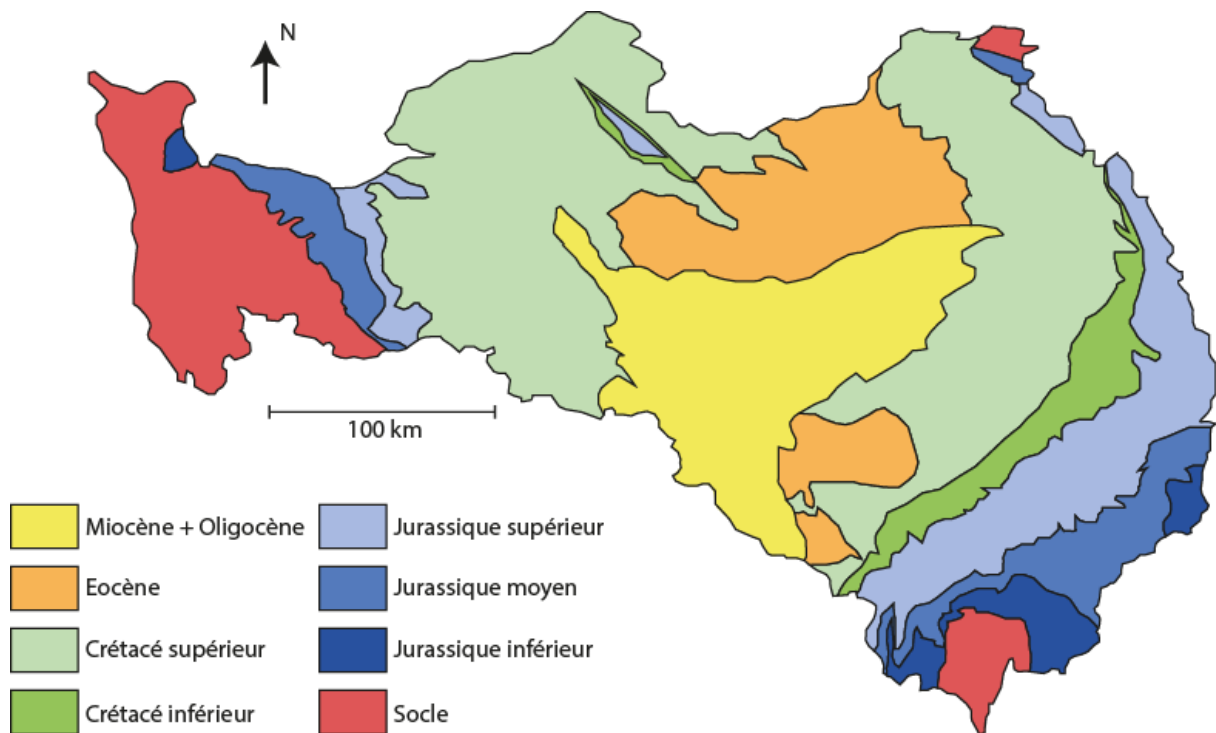 N
100 km
Miocène + Oligocène
Eocène
Crétacé supérieur
Crétacé inférieur
Jurassique supérieur
Jurassique moyen
Jurassique inférieur
Socle